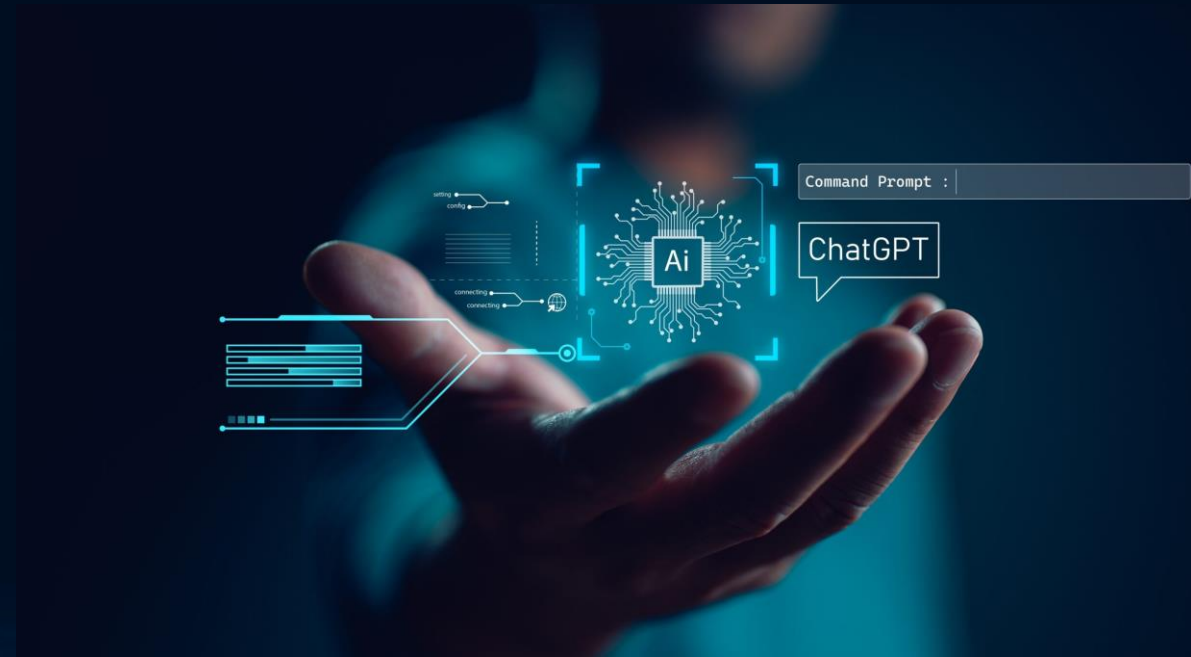 Command Prompt :
setting
config
Ai
ChatGPT
connecting
connecting